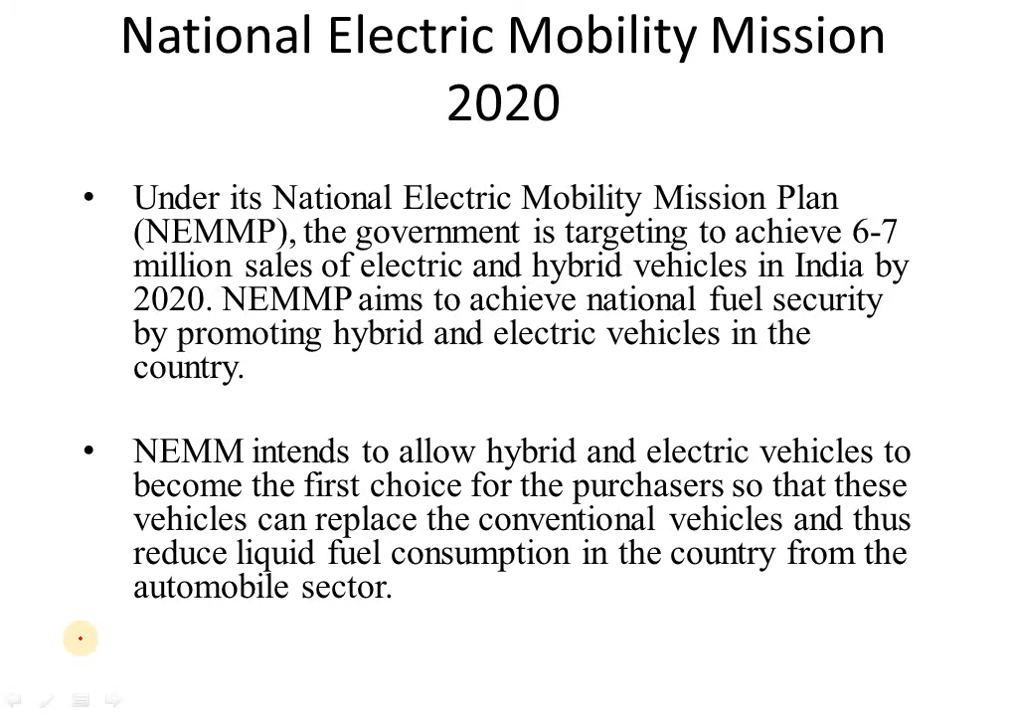 National Electric Mobility Mission
2020
• Under its National Electric Mobility Mission Plan
(NEMMP), the government is targeting to achieve 6-7
million sales of electric and hybrid vehicles in India by
2020. NEMMP aims to achieve national fuel security
by promoting hybrid and electric vehicles in the
country.
• NEMM intends to allow hybrid and electric vehicles to
become the first choice for the purchasers so that these
vehicles can replace the conventional vehicles and thus
reduce liquid fuel consumption in the country from the
automobile sector.